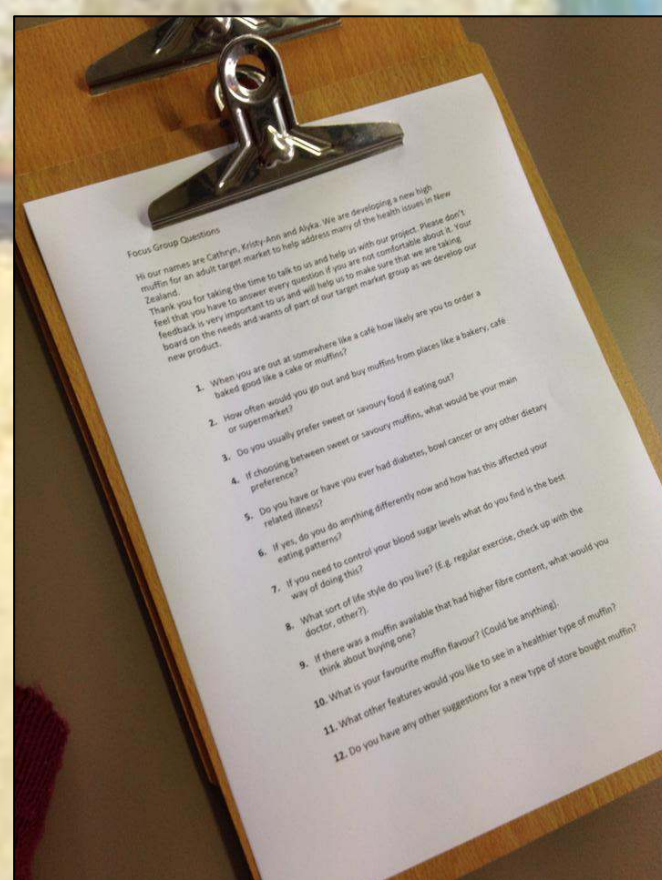 Focus Group Questions
Hi our names are Cathryn, Kristy-Ann and Alyka. We are developing a new high
muffin for an adult target market to help address many of the health issues in New
Zealand.
Thank you for taking the time to talk to us and help us with our project. Please don't
feel that you have to answer every question if you are not comfortable about it. Your
feedback is very important to us and will help us to make sure that we are taking
board on the needs and wants of part of our target market group as we develop our
new product.
1. When you are out at somewhere like a café how likely are you to order a
baked good like a cake or muffins?
2. How often would you go out and buy muffins from places like a bakery, café
or supermarket?
3. Do you usually prefer sweet or savoury food if eating out?
4. If choosing between sweet or savoury muffins, what would be your main
preference?
5. Do you have or have you ever had diabetes, bowl cancer or any other dietary
related illness?
6. If yes, do you do anything differently now and how has this affected your
eating patterns?
7. If you need to control your blood sugar levels what do you find is the best
way of doing this?
8. What sort of life style do you live? (E.g. regular exercise, check up with the
doctor, other?).
9. If there was a muffin available that had higher fibre content, what would you
think about buying one?
10. What is your favourite muffin flavour? (Could be anything).
11. What other features would you like to see in a healthier type of muffin?
12. Do you have any other suggestions for a new type of store bought muffin?